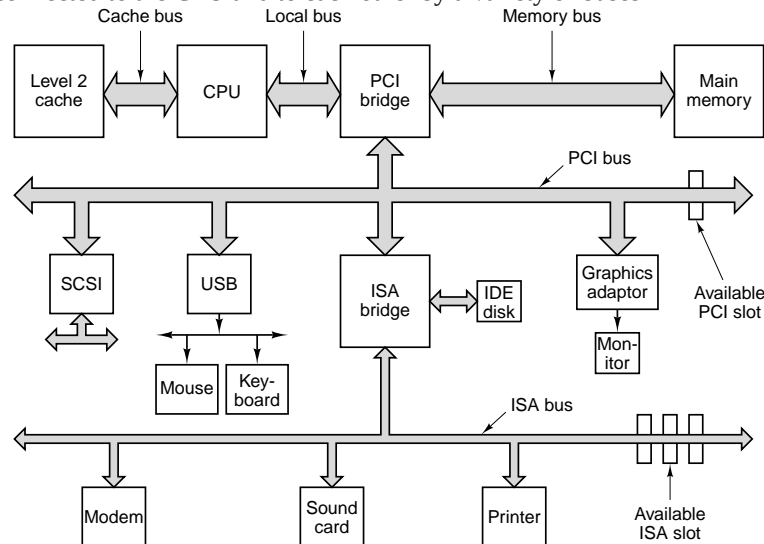 Cache bus
Local bus
Memory bus
Level 2
cache
CPU
PCI
bridge
Main
memory
PCI bus
SCSI
USB
ISA
bridge
IDE
disk
Graphics
adaptor
Available
PCI slot
Mouse
Key-
board
Mon-
itor
ISA bus
Modem
Sound
card
Printer
Available
ISA slot